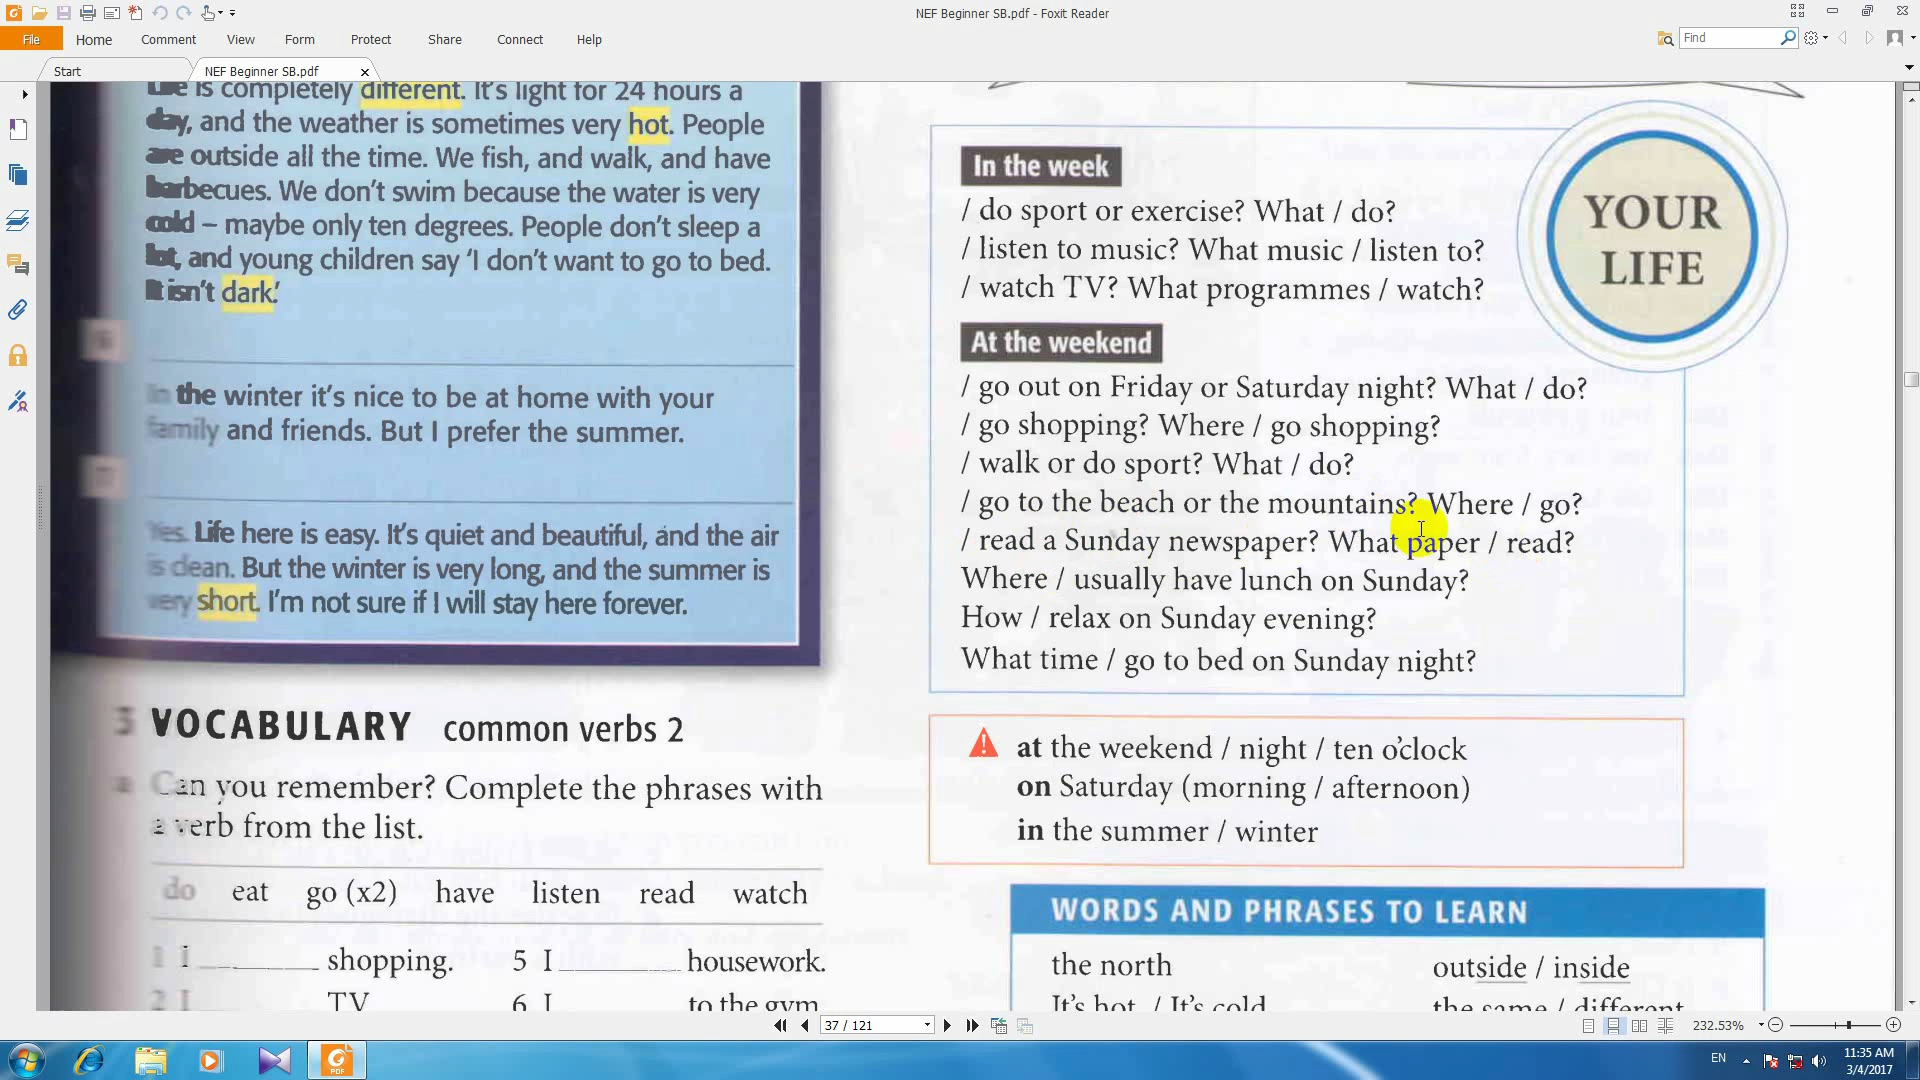 NEF Beginner SB.pdf - Foxit Reader
File
Home
Comment
View
Form
Protect
Share
Connect
Help
Find
Start
NEF Beginner SB.pdf
Life is completely different. It's light for 24 hours a
day, and the weather is sometimes very hot. People
are outside all the time. We fish, and walk, and have
barbecues. We don't swim because the water is very
cold – maybe only ten degrees. People don't sleep a
lot, and young children say 'I don't want to go to bed.
It isn't dark.'
In the winter it's nice to be at home with your
family and friends. But I prefer the summer.
Yes. Life here is easy. It's quiet and beautiful, and the air
is clean. But the winter is very long, and the summer is
very short. I'm not sure if I will stay here forever.
3 VOCABULARY common verbs 2
a Can you remember? Complete the phrases with
a verb from the list.
do eat go (x2) have listen read watch
1 I ________ shopping.
5 I ________ housework.
2 I ________ TV
6 I ________ to the gym
In the week
/ do sport or exercise? What / do?
/ listen to music? What music / listen to?
/ watch TV? What programmes / watch?
At the weekend
/ go out on Friday or Saturday night? What / do?
/ go shopping? Where / go shopping?
/ walk or do sport? What / do?
/ go to the beach or the mountains? Where / go?
/ read a Sunday newspaper? What paper / read?
Where / usually have lunch on Sunday?
How / relax on Sunday evening?
What time / go to bed on Sunday night?
YOUR
LIFE
at the weekend / night / ten o'clock
on Saturday (morning / afternoon)
in the summer / winter
WORDS AND PHRASES TO LEARN
the north
outside / inside
It's hot. / It's cold
the same / different
37 / 121
232.53%
EN
11:35 AM
3/4/2017